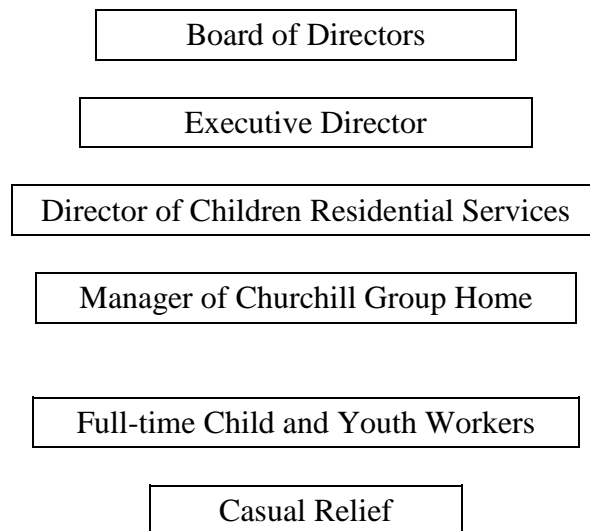 Board of Directors
Executive Director
Director of Children Residential Services
Manager of Churchill Group Home
Full-time Child and Youth Workers
Casual Relief